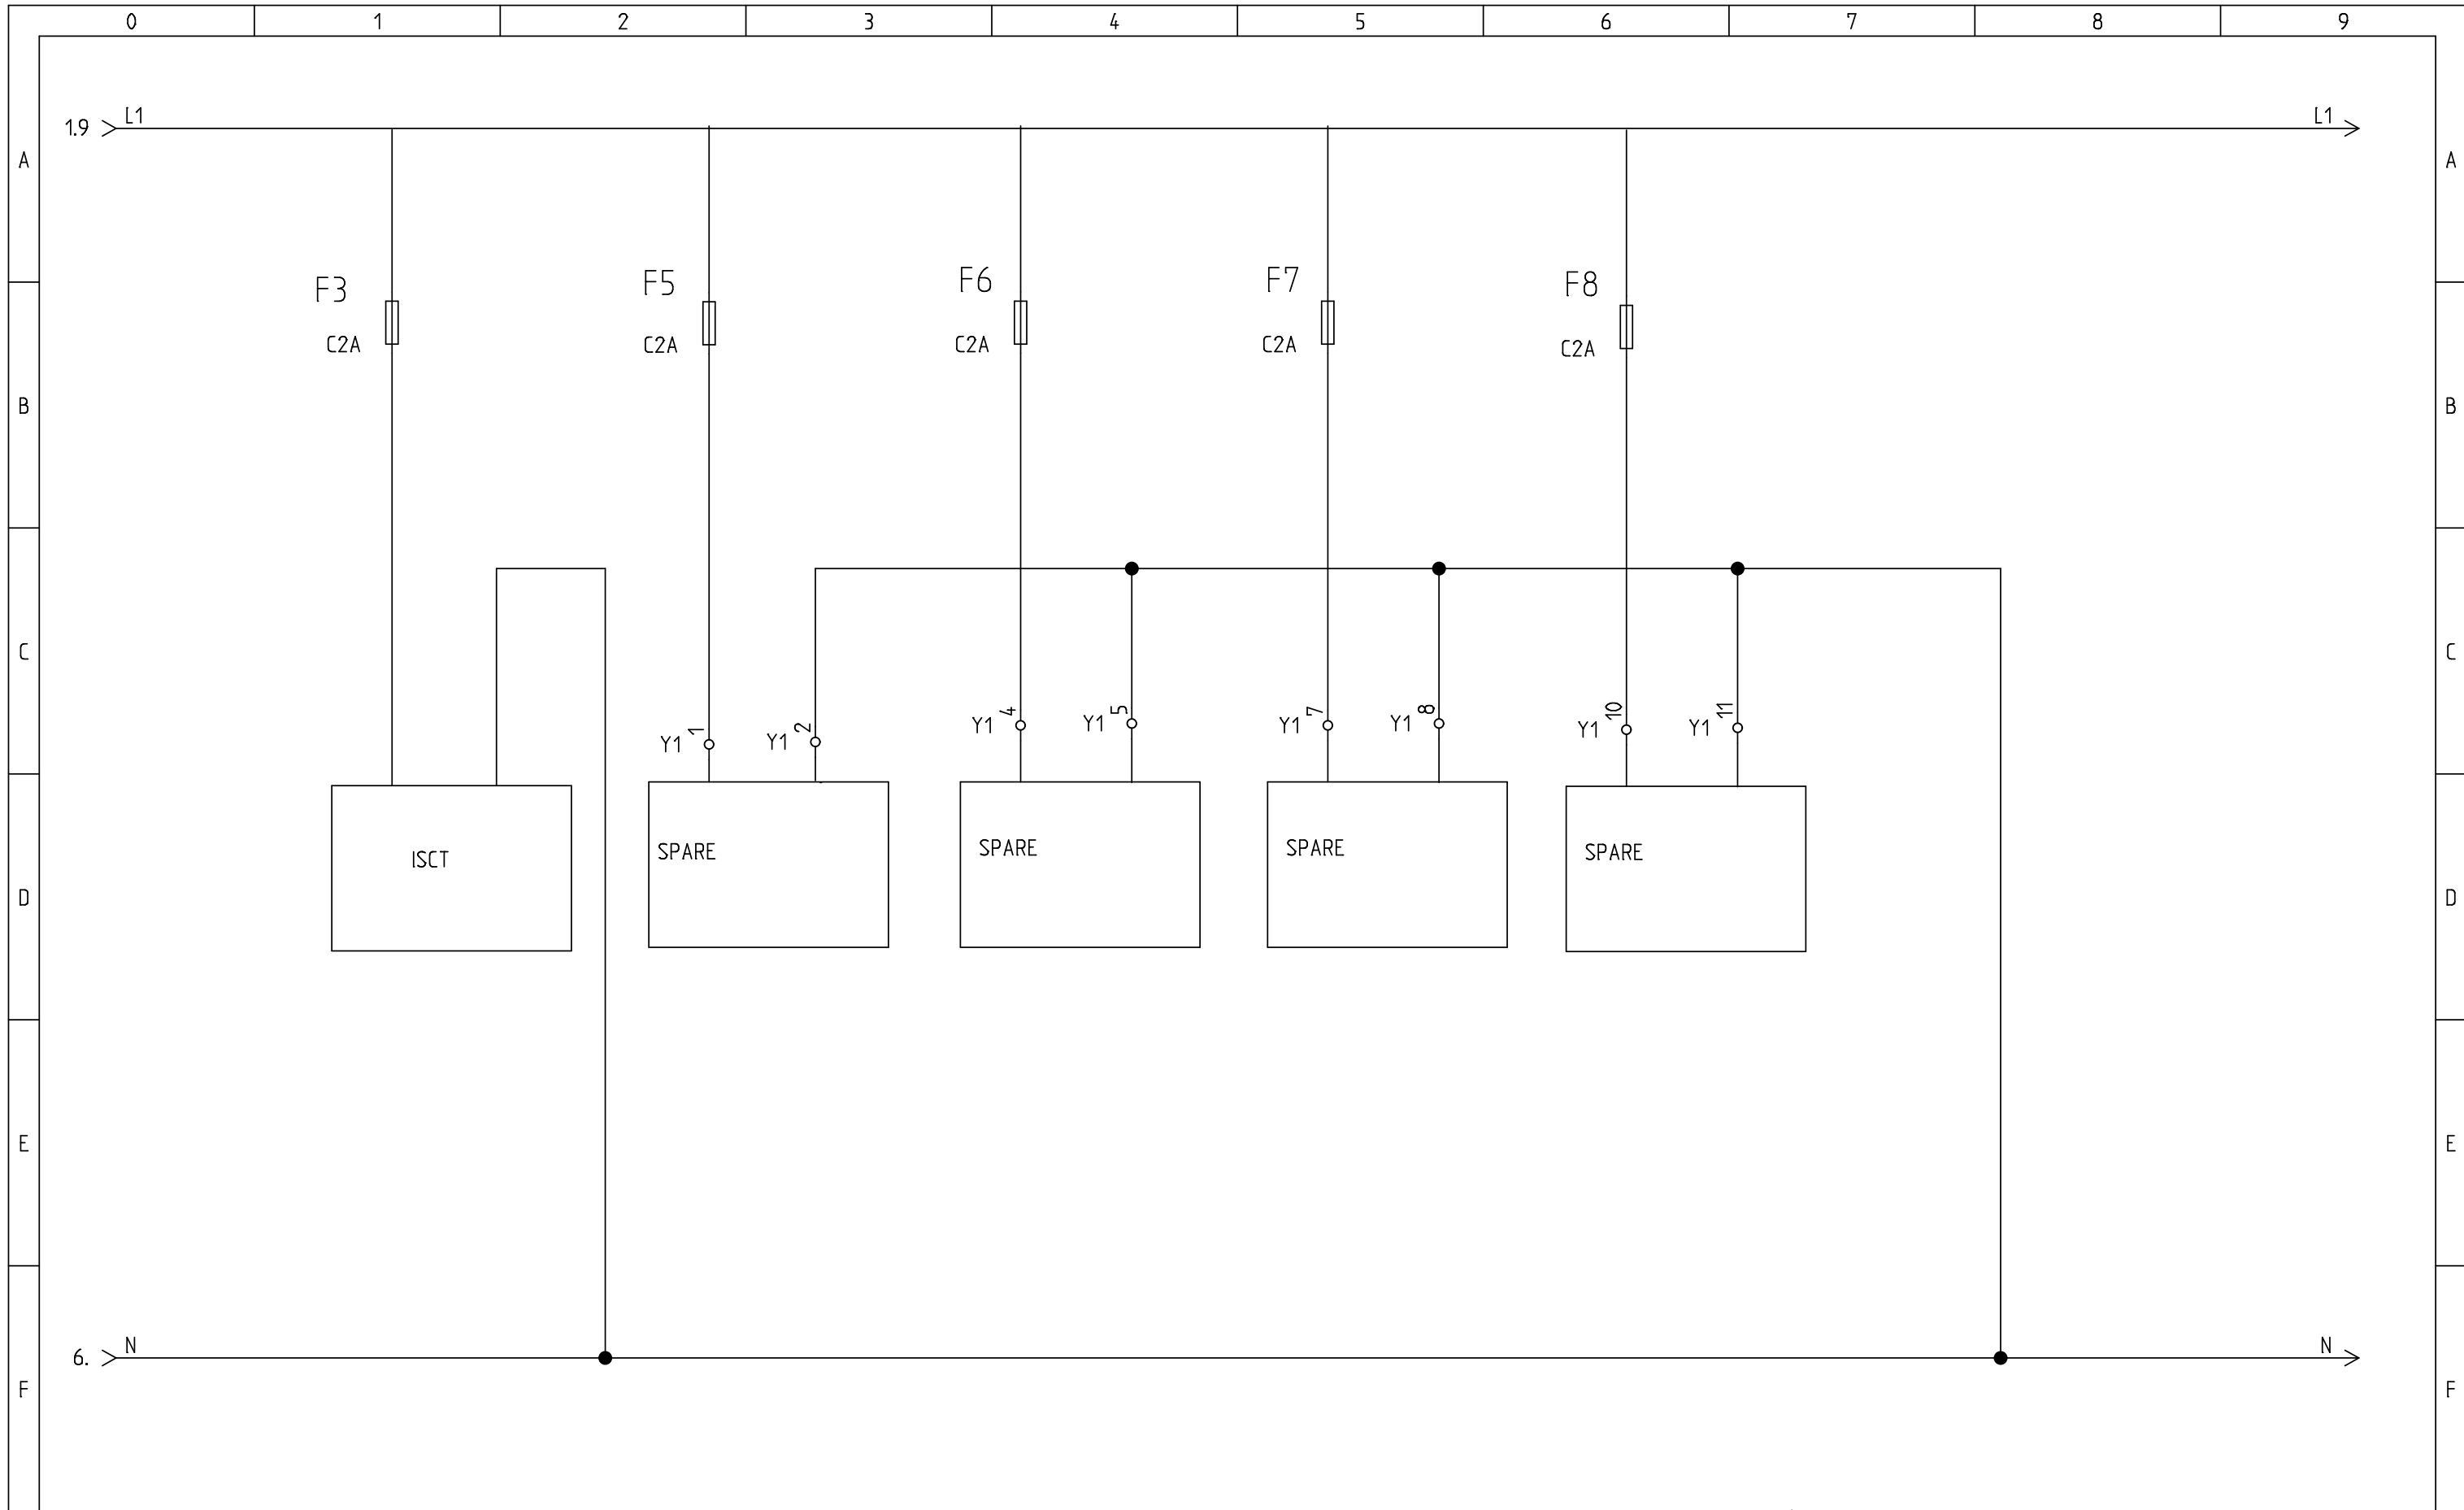 0 1 2 3 4 5 6 7 8 9
1.9 L1 L1
A A
F3 F5 F6 F7 F8
C2A C2A C2A C2A C2A
B B
C C
Y1 1 Y1 2 Y1 4 Y1 5 Y1 7 Y1 8 Y1 10 Y1 11
ISCT SPARE SPARE SPARE SPARE
D D
E E
6. N N
F F